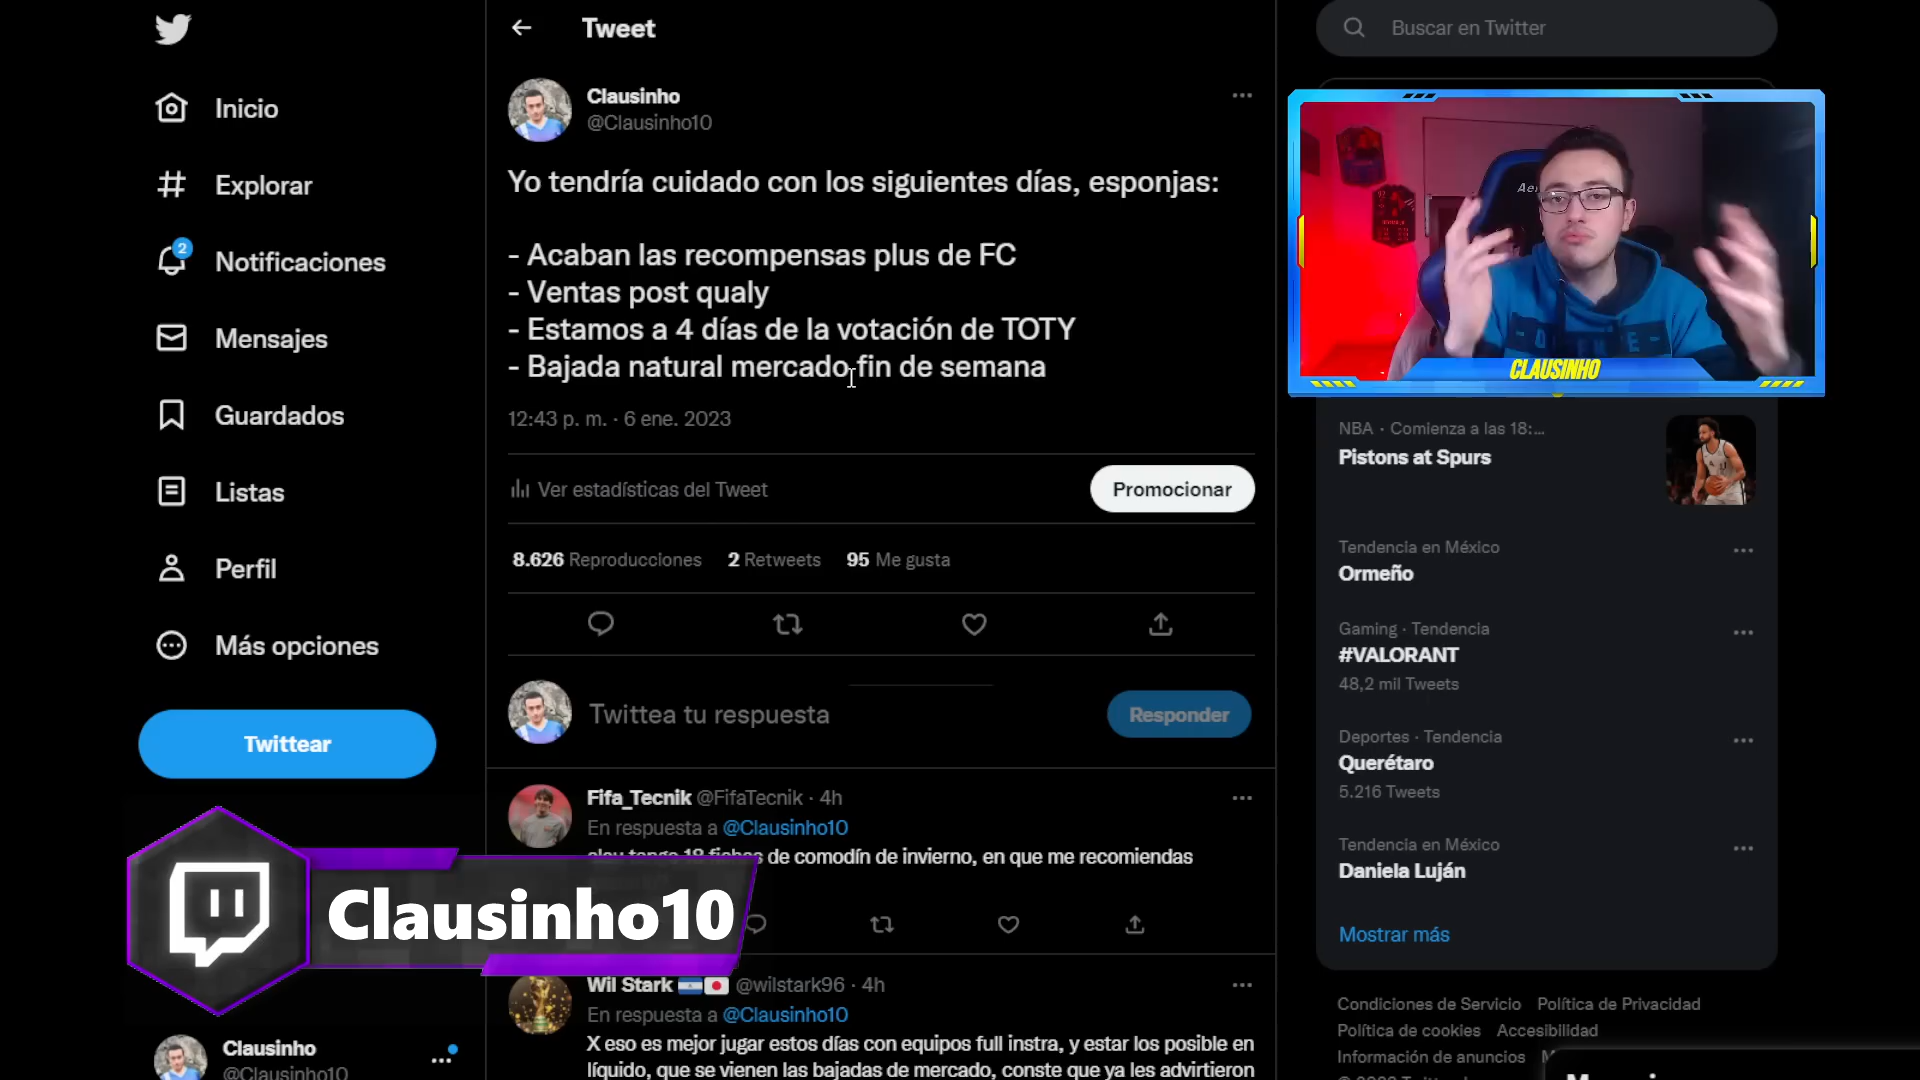 Tweet
Buscar en Twitter
Inicio
Explorar
2
Notificaciones
Mensajes
Guardados
Listas
Perfil
Más opciones
Twittear
Clausinho
@Clausinho10
Yo tendría cuidado con los siguientes días, esponjas:
- Acaban las recompensas plus de FC
- Ventas post qualy
- Estamos a 4 días de la votación de TOTY
- Bajada natural mercado fin de semana
12:43 p. m. · 6 ene. 2023
Ver estadísticas del Tweet
Promocionar
8.626 Reproducciones 2 Retweets 95 Me gusta
Twittea tu respuesta
Responder
Fifa_Tecnik @FifaTecnik · 4h
En respuesta a @Clausinho10
18 fichas de comodín de invierno, en que me recomiendas
Wil Stark @wilstark96 · 4h
En respuesta a @Clausinho10
X eso es mejor jugar estos días con equipos full instra, y estar los posible en
líquido, que se vienen las bajadas de mercado, conste que ya les advirtieron
Clausinho10
Clausinho
@Clausinho10
CLAUSINHO
NBA · Comienza a las 18:...
Pistons at Spurs
Tendencia en México
Ormeño
Gaming · Tendencia
#VALORANT
48,2 mil Tweets
Deportes · Tendencia
Querétaro
5.216 Tweets
Tendencia en México
Daniela Luján
Mostrar más
Condiciones de Servicio Política de Privacidad
Política de cookies Accesibilidad
Información de anuncios